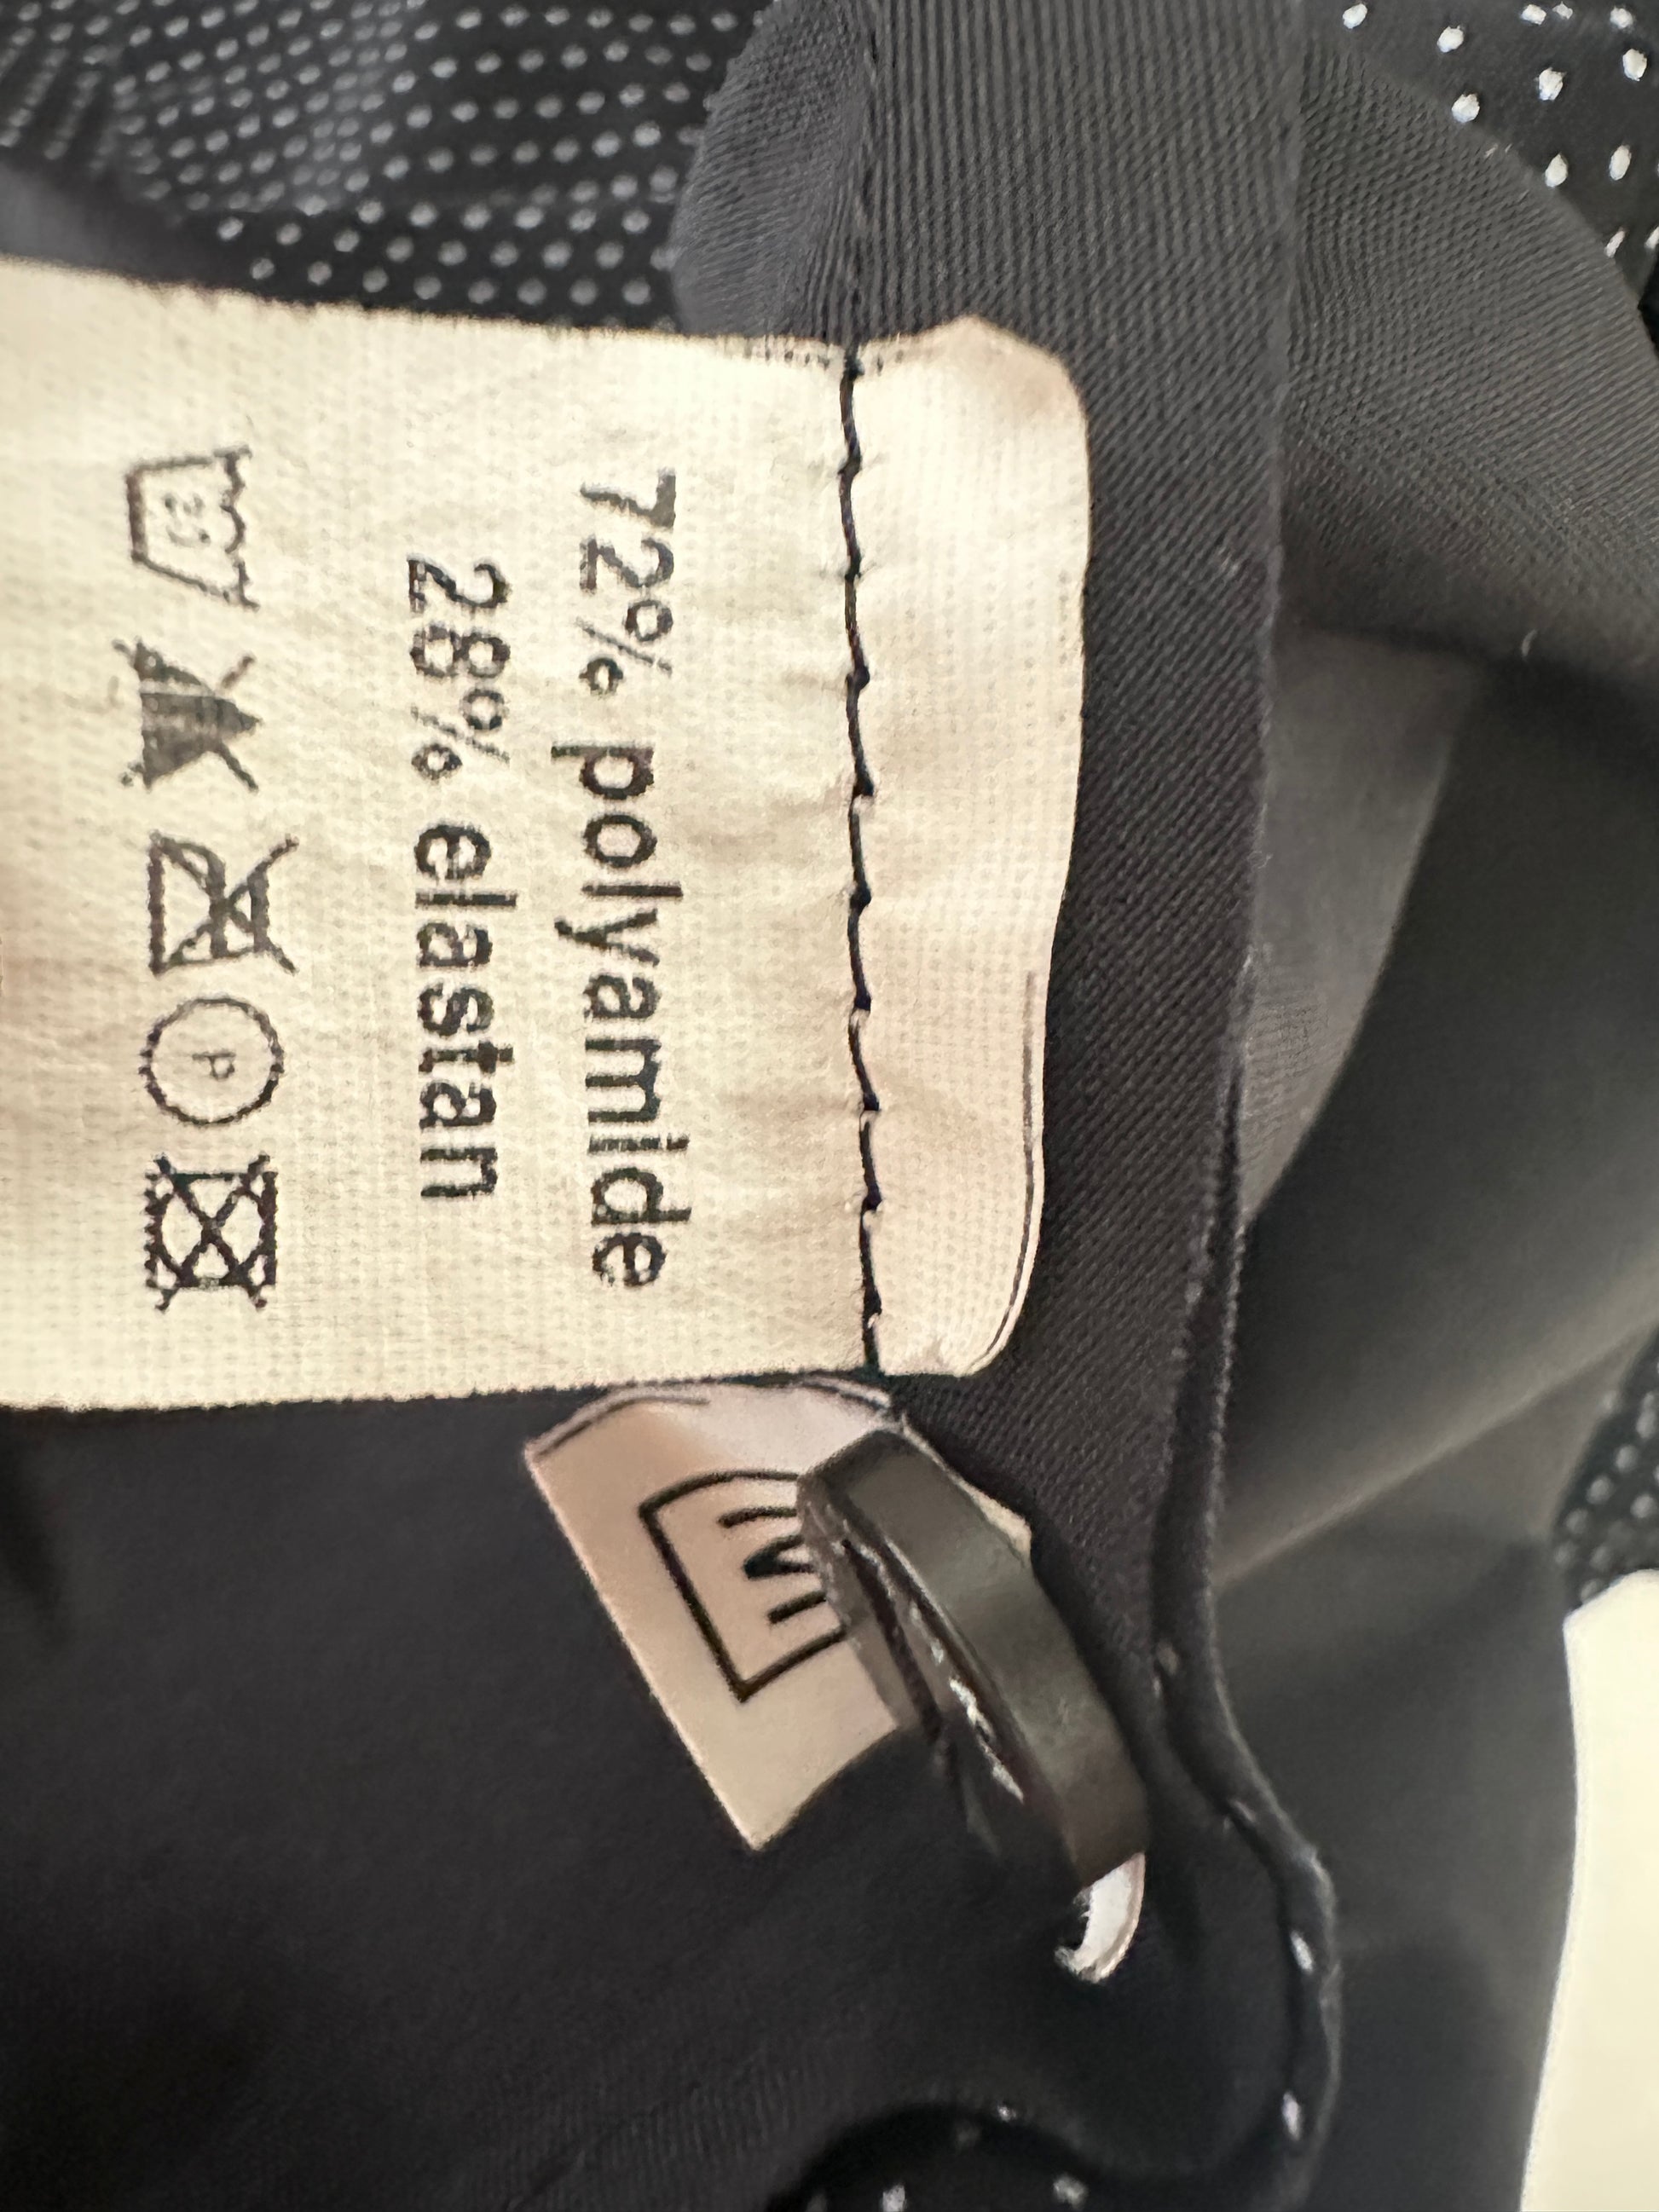 72% polyamide
28% elastan
P